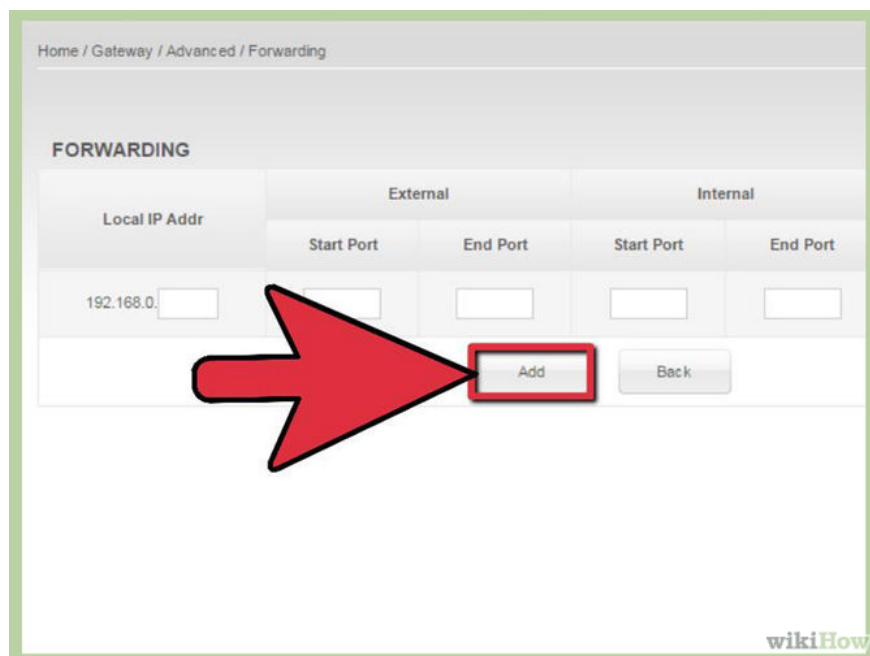 Home / Gateway / Advanced / Forwarding
FORWARDING
Local IP Addr
External
Internal
Start Port
End Port
Start Port
End Port
192.168.0.
Add
Back
wikiHow